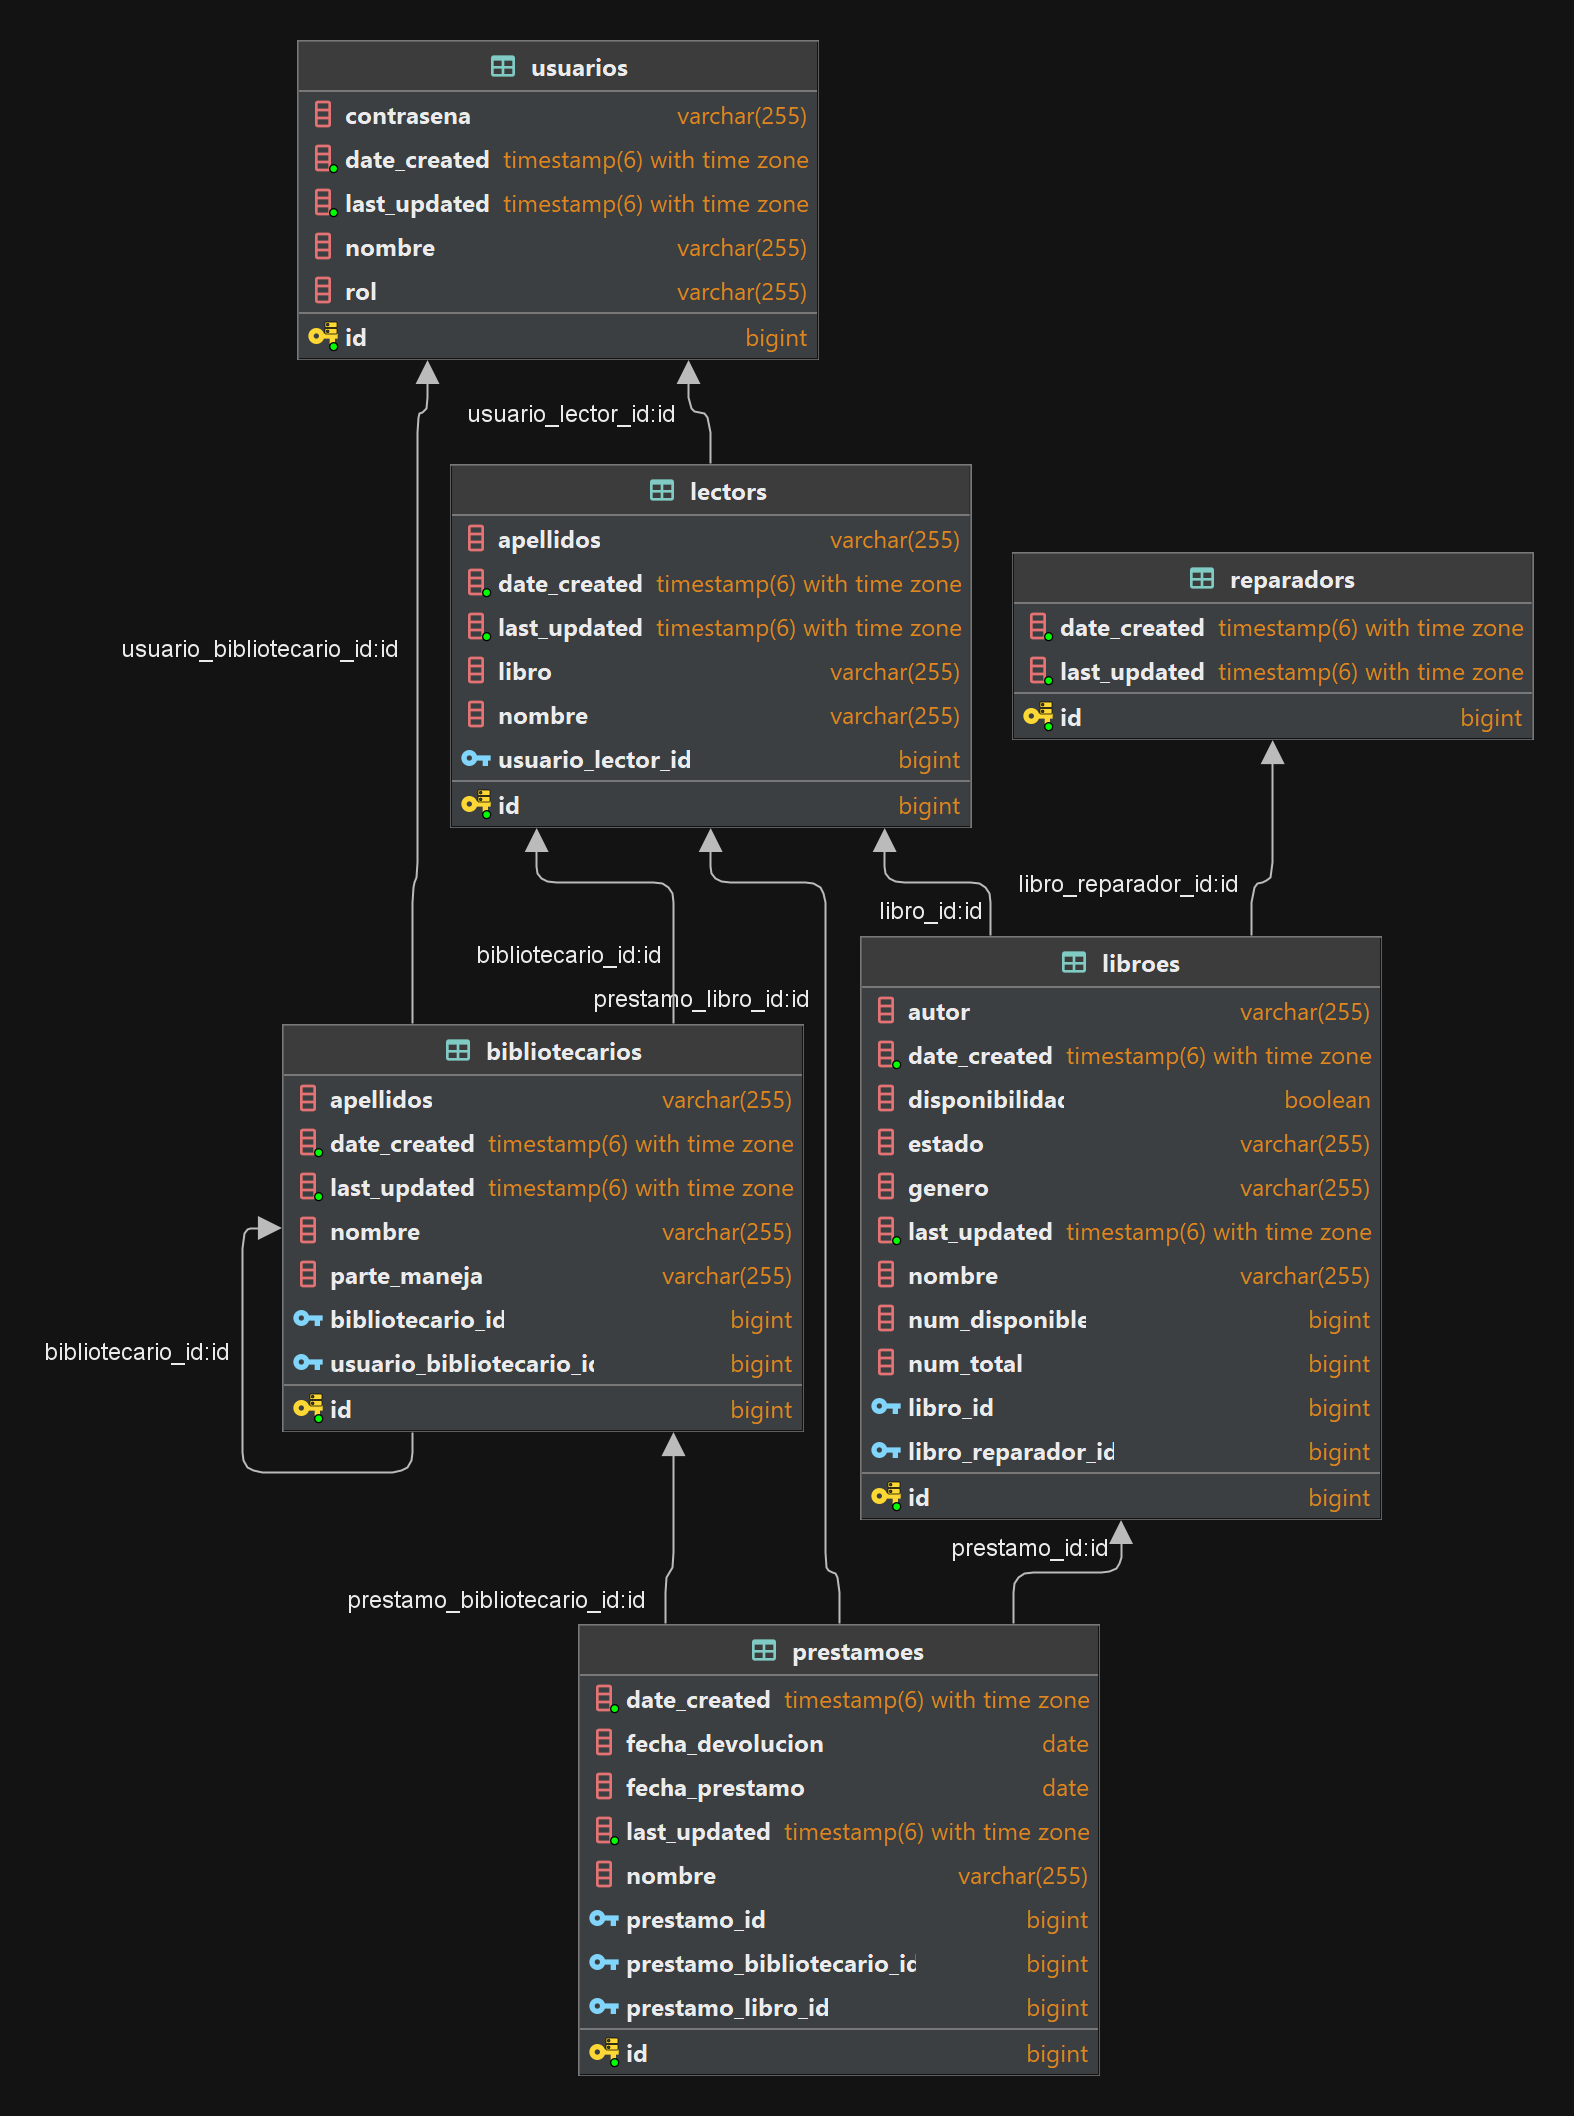 usuarios
contrasena varchar(255)
date_created timestamp(6) with time zone
last_updated timestamp(6) with time zone
nombre varchar(255)
rol varchar(255)
id bigint
usuario_lector_id:id
lectors
apellidos varchar(255)
date_created timestamp(6) with time zone
last_updated timestamp(6) with time zone
libro varchar(255)
nombre varchar(255)
usuario_lector_id bigint
id bigint
reparadors
date_created timestamp(6) with time zone
last_updated timestamp(6) with time zone
id bigint
usuario_bibliotecario_id:id
libro_reparador_id:id
libro_id:id
bibliotecario_id:id
prestamo_libro_id:id
bibliotecarios
apellidos varchar(255)
date_created timestamp(6) with time zone
last_updated timestamp(6) with time zone
nombre varchar(255)
parte_maneja varchar(255)
bibliotecario_id bigint
usuario_bibliotecario_id bigint
id bigint
bibliotecario_id:id
libroes
autor varchar(255)
date_created timestamp(6) with time zone
disponibilidad boolean
estado varchar(255)
genero varchar(255)
last_updated timestamp(6) with time zone
nombre varchar(255)
num_disponible bigint
num_total bigint
libro_id bigint
libro_reparador_id bigint
id bigint
prestamo_id:id
prestamo_bibliotecario_id:id
prestamoes
date_created timestamp(6) with time zone
fecha_devolucion date
fecha_prestamo date
last_updated timestamp(6) with time zone
nombre varchar(255)
prestamo_id bigint
prestamo_bibliotecario_id bigint
prestamo_libro_id bigint
id bigint